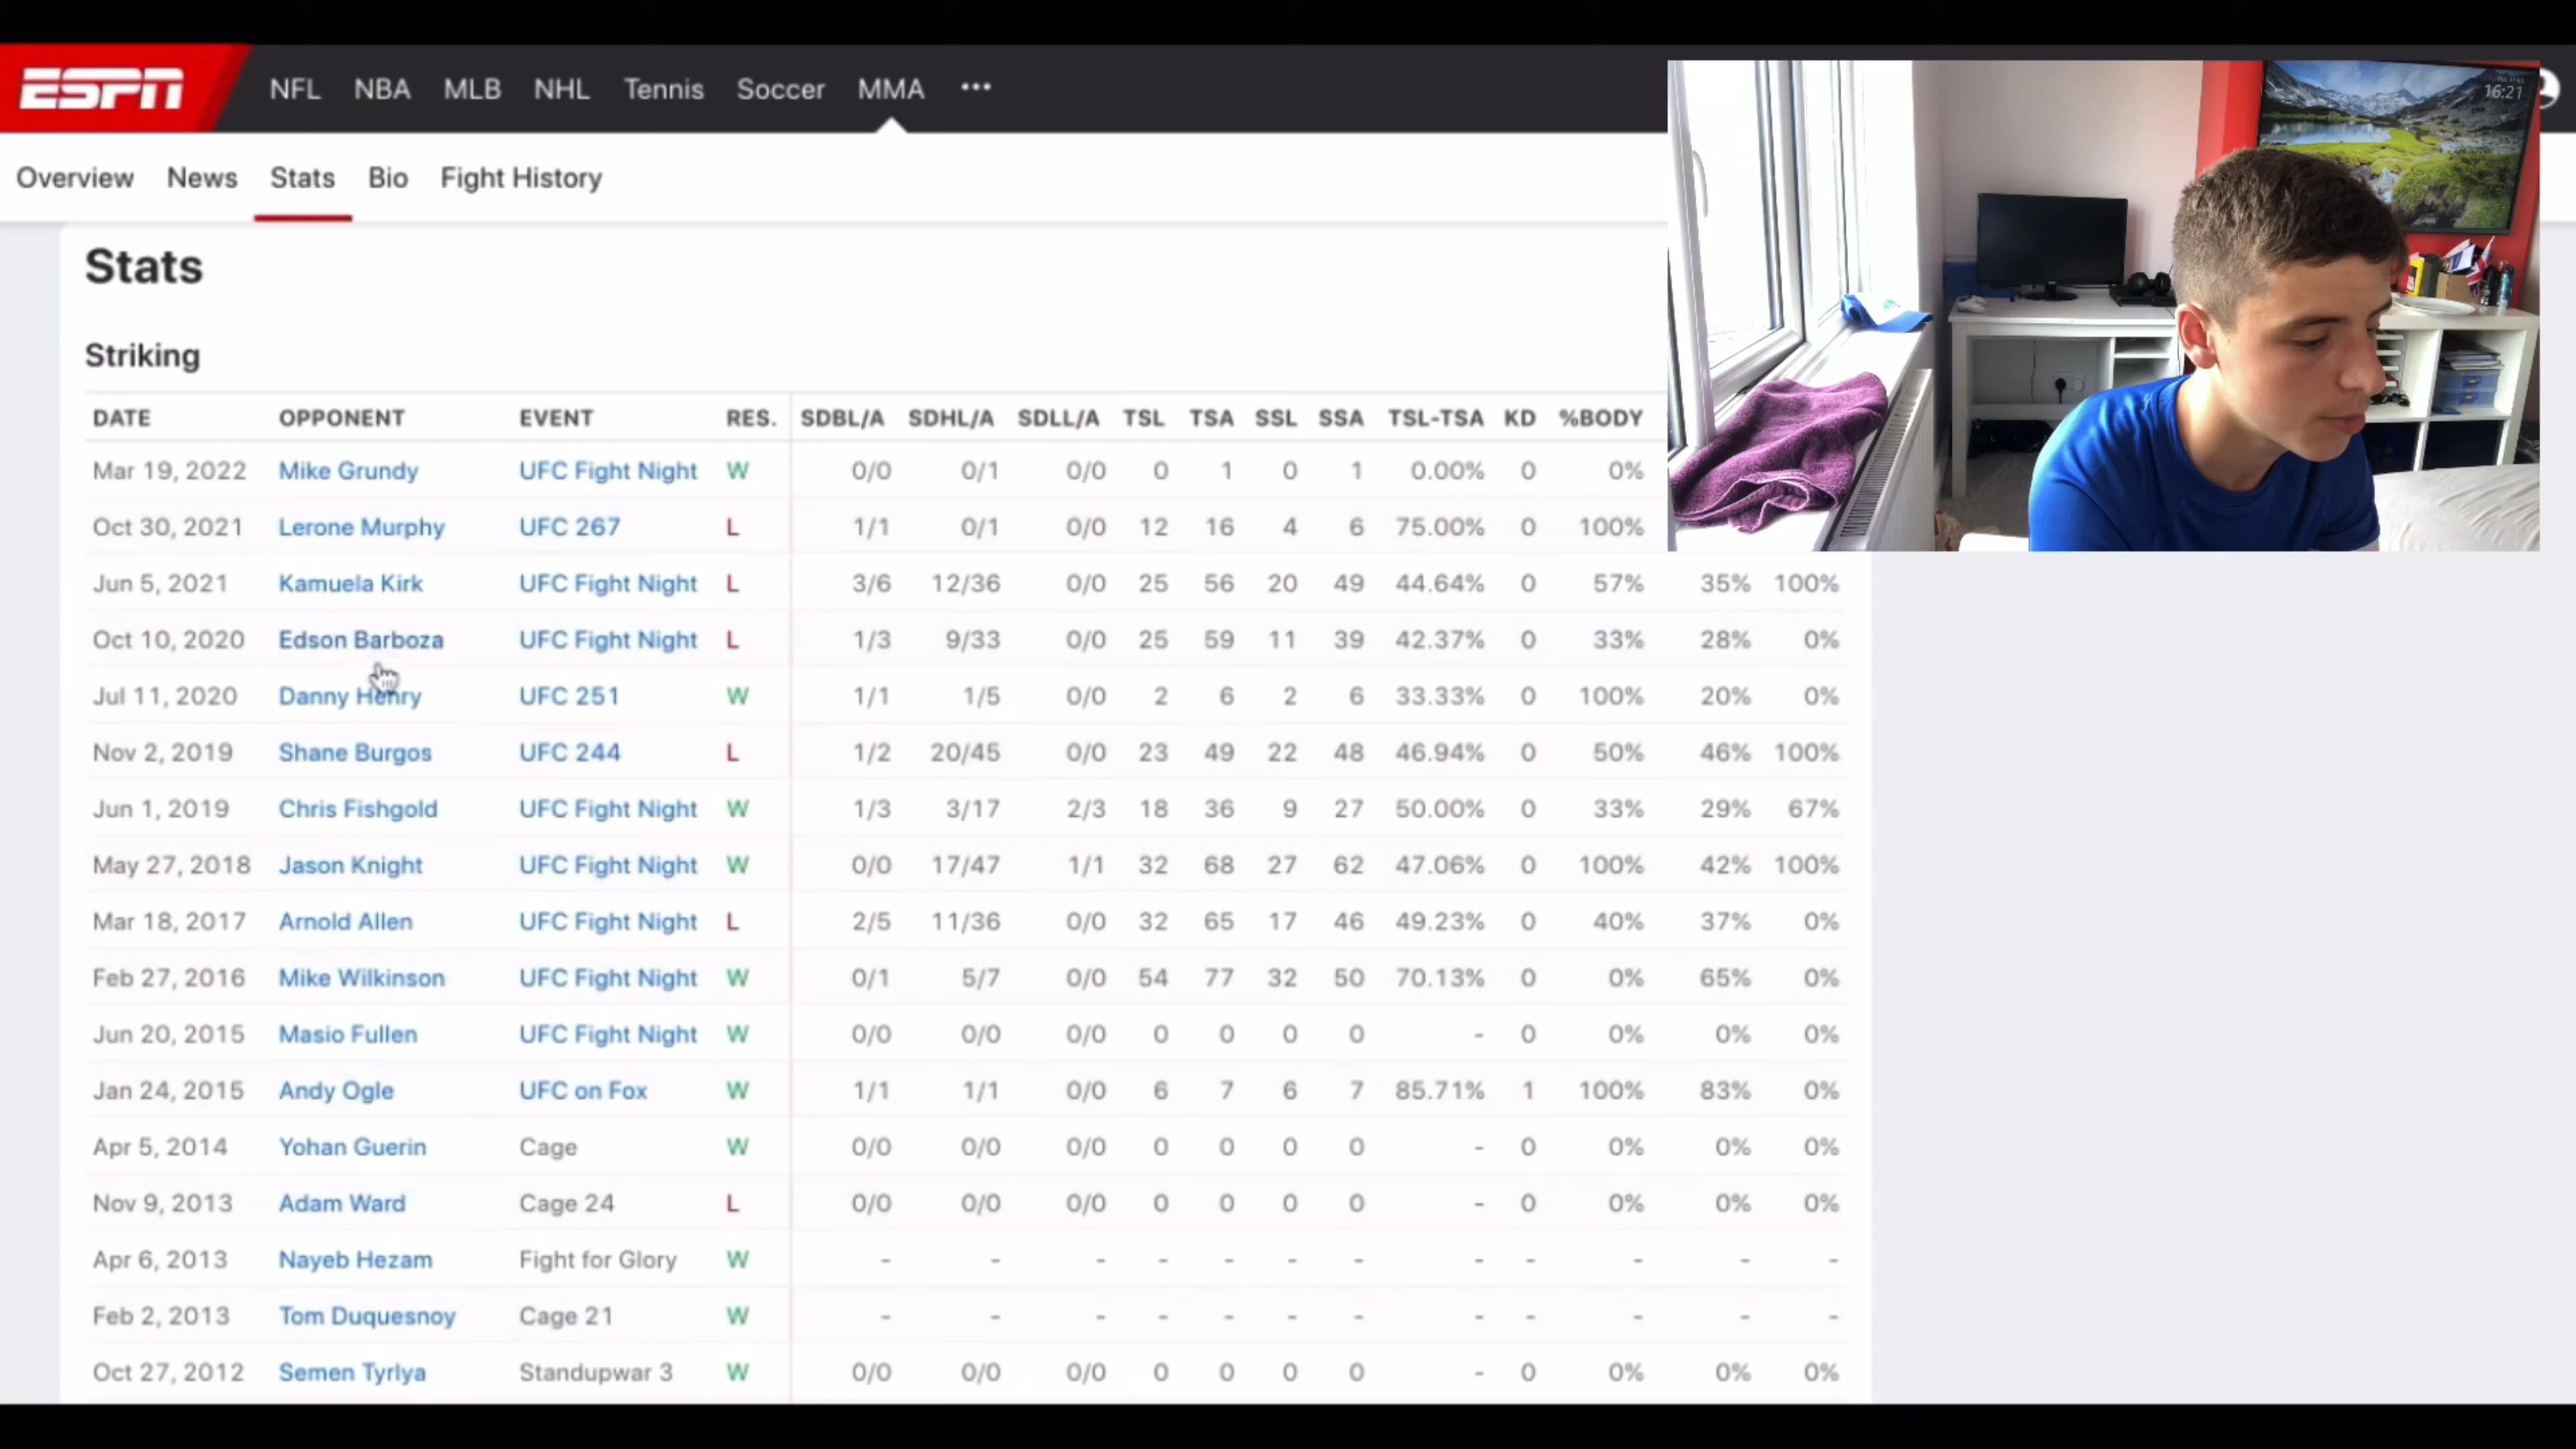 ESPN NFL NBA MLB NHL Tennis Soccer MMA •••
16:21
Overview News Stats Bio Fight History
Stats
Striking
DATE OPPONENT EVENT RES. SDBL/A SDHL/A SDLL/A TSL TSA SSL SSA TSL-TSA KD %BODY
Mar 19, 2022 Mike Grundy UFC Fight Night W 0/0 0/1 0/0 0 1 0 1 0.00% 0 0%
Oct 30, 2021 Lerone Murphy UFC 267 L 1/1 0/1 0/0 12 16 4 6 75.00% 0 100%
Jun 5, 2021 Kamuela Kirk UFC Fight Night L 3/6 12/36 0/0 25 56 20 49 44.64% 0 57% 35% 100%
Oct 10, 2020 Edson Barboza UFC Fight Night L 1/3 9/33 0/0 25 59 11 39 42.37% 0 33% 28% 0%
Jul 11, 2020 Danny Henry UFC 251 W 1/1 1/5 0/0 2 6 2 6 33.33% 0 100% 20% 0%
Nov 2, 2019 Shane Burgos UFC 244 L 1/2 20/45 0/0 23 49 22 48 46.94% 0 50% 46% 100%
Jun 1, 2019 Chris Fishgold UFC Fight Night W 1/3 3/17 2/3 18 36 9 27 50.00% 0 33% 29% 67%
May 27, 2018 Jason Knight UFC Fight Night W 0/0 17/47 1/1 32 68 27 62 47.06% 0 100% 42% 100%
Mar 18, 2017 Arnold Allen UFC Fight Night L 2/5 11/36 0/0 32 65 17 46 49.23% 0 40% 37% 0%
Feb 27, 2016 Mike Wilkinson UFC Fight Night W 0/1 5/7 0/0 54 77 32 50 70.13% 0 0% 65% 0%
Jun 20, 2015 Masio Fullen UFC Fight Night W 0/0 0/0 0/0 0 0 0 0 - 0 0% 0% 0%
Jan 24, 2015 Andy Ogle UFC on Fox W 1/1 1/1 0/0 6 7 6 7 85.71% 1 100% 83% 0%
Apr 5, 2014 Yohan Guerin Cage W 0/0 0/0 0/0 0 0 0 0 - 0 0% 0% 0%
Nov 9, 2013 Adam Ward Cage 24 L 0/0 0/0 0/0 0 0 0 0 - 0 0% 0% 0%
Apr 6, 2013 Nayeb Hezam Fight for Glory W - - - - - - - - - - - -
Feb 2, 2013 Tom Duquesnoy Cage 21 W - - - - - - - - - - - -
Oct 27, 2012 Semen Tyrlya Standupwar 3 W 0/0 0/0 0/0 0 0 0 0 - 0 0% 0% 0%